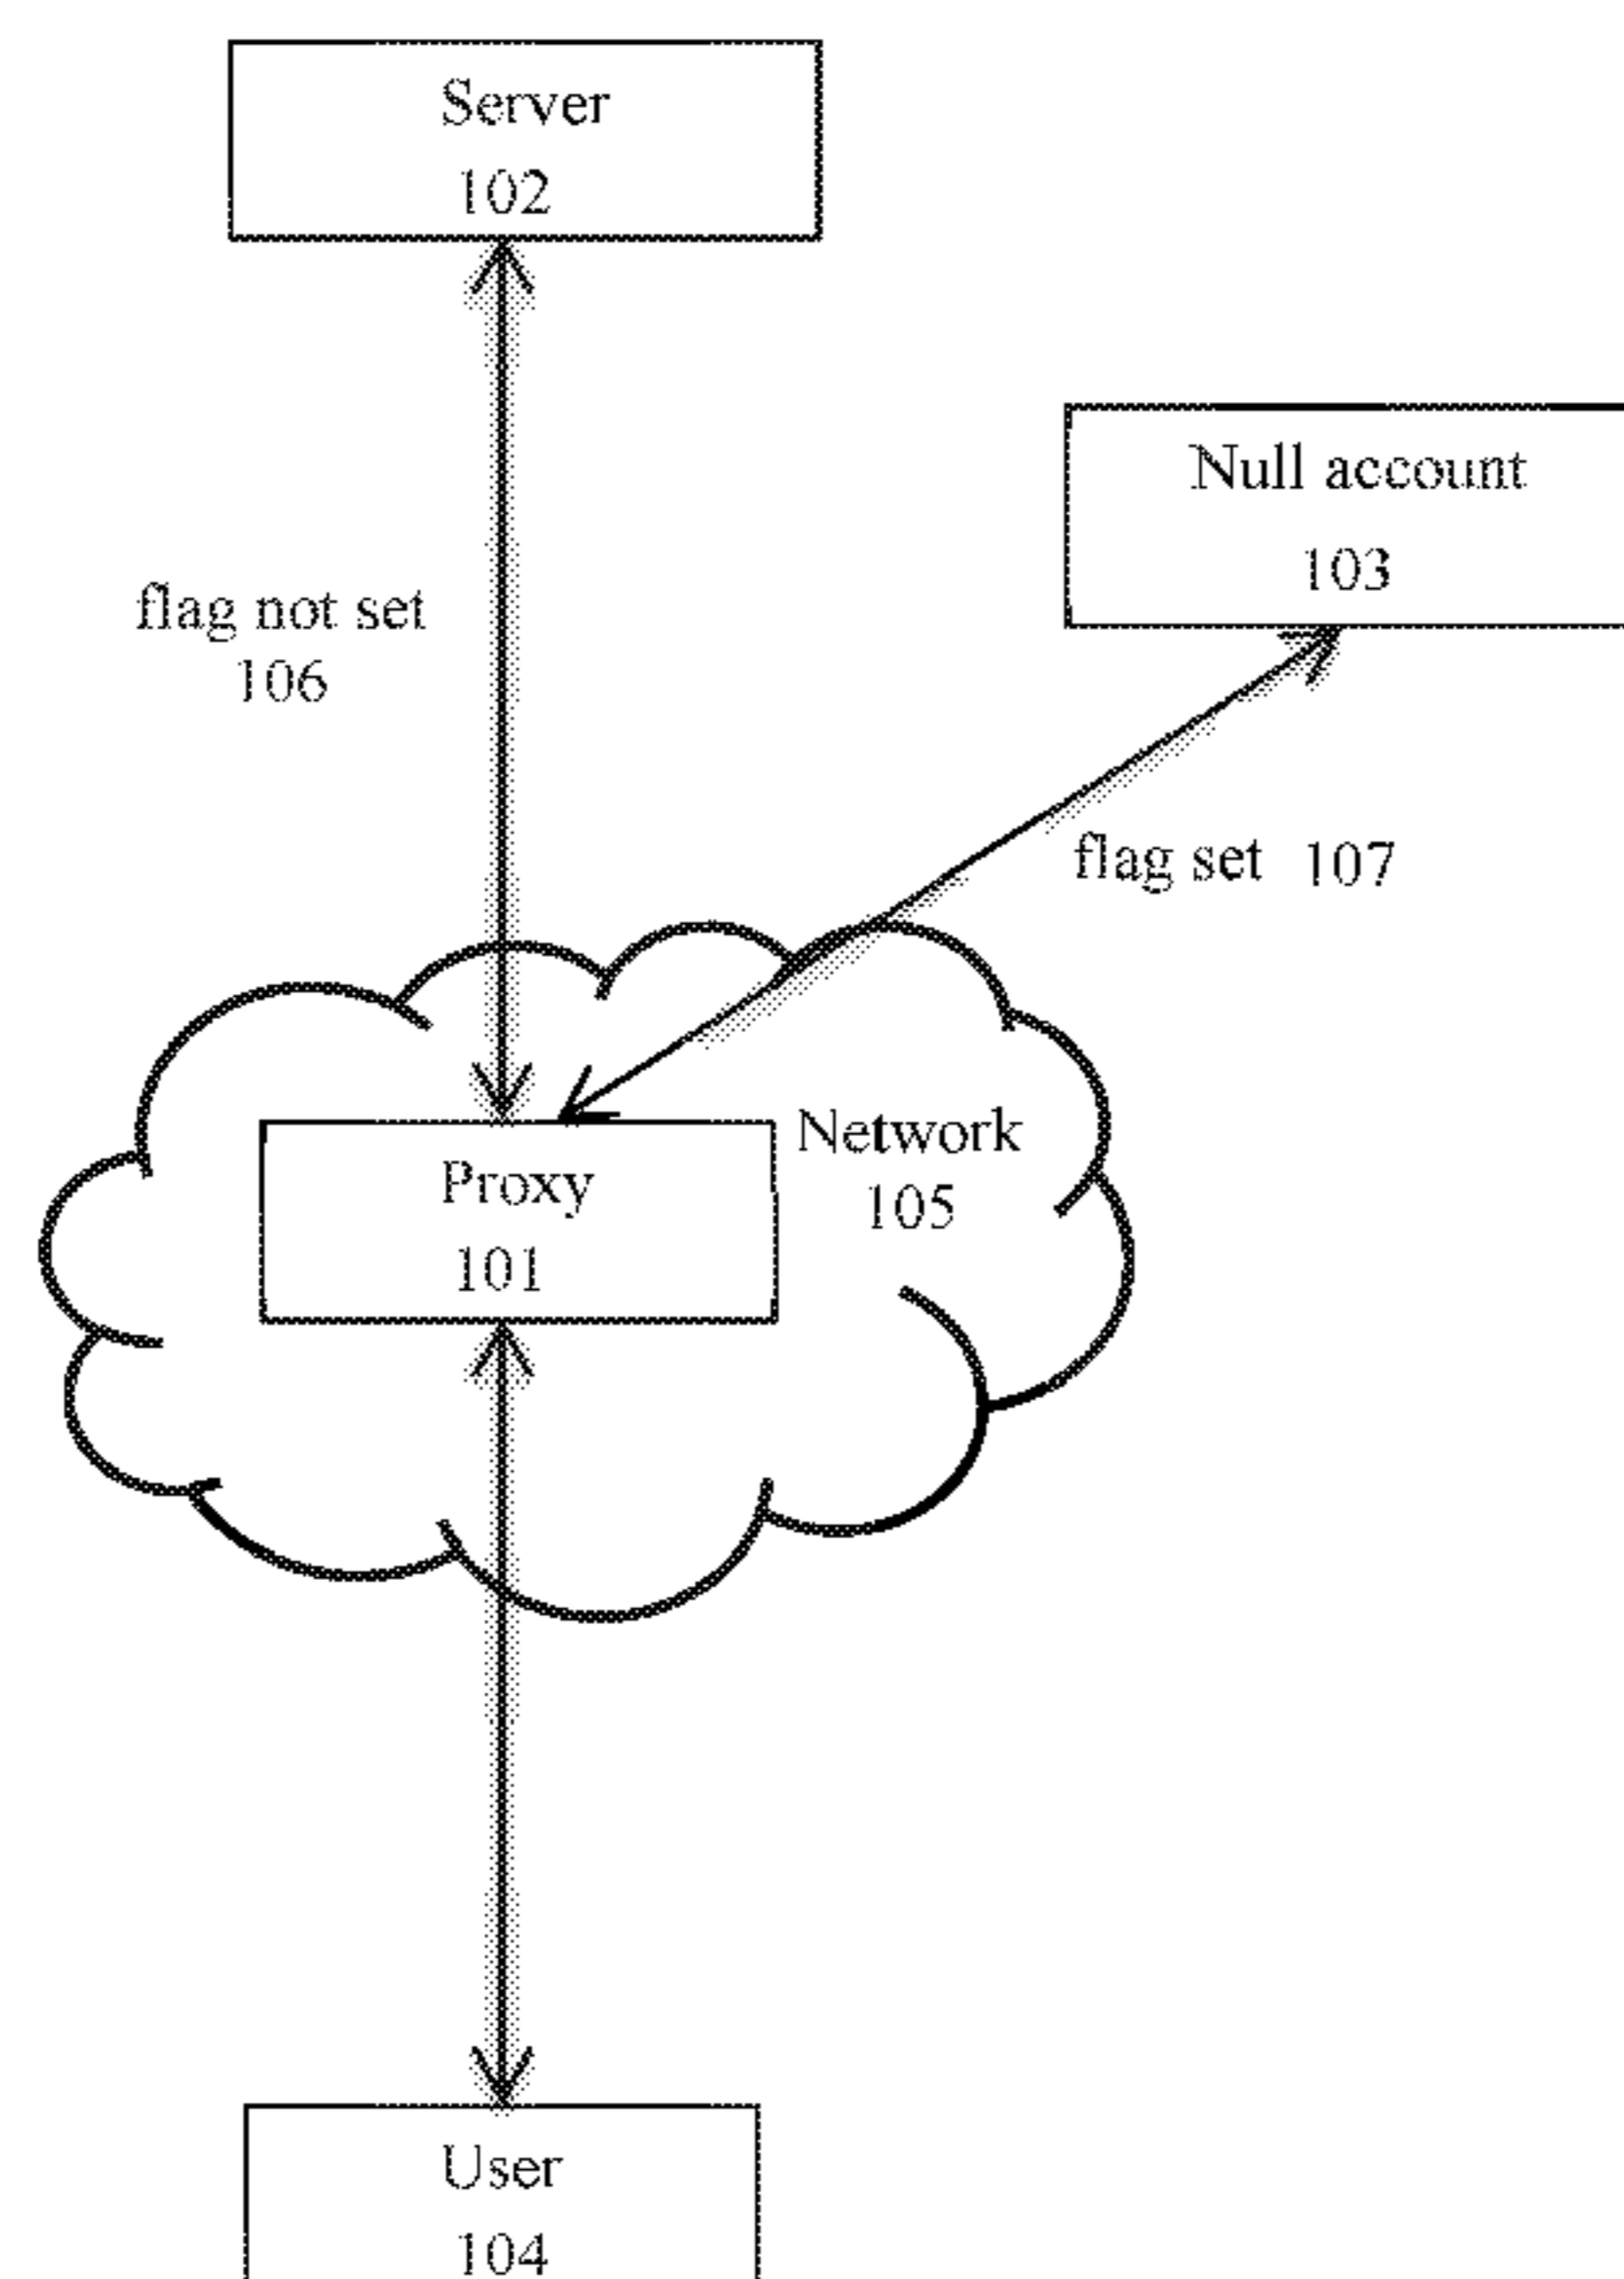 Server
102
Null account
103
flag not set
106
flag set 107
Network
105
Proxy
101
User
104